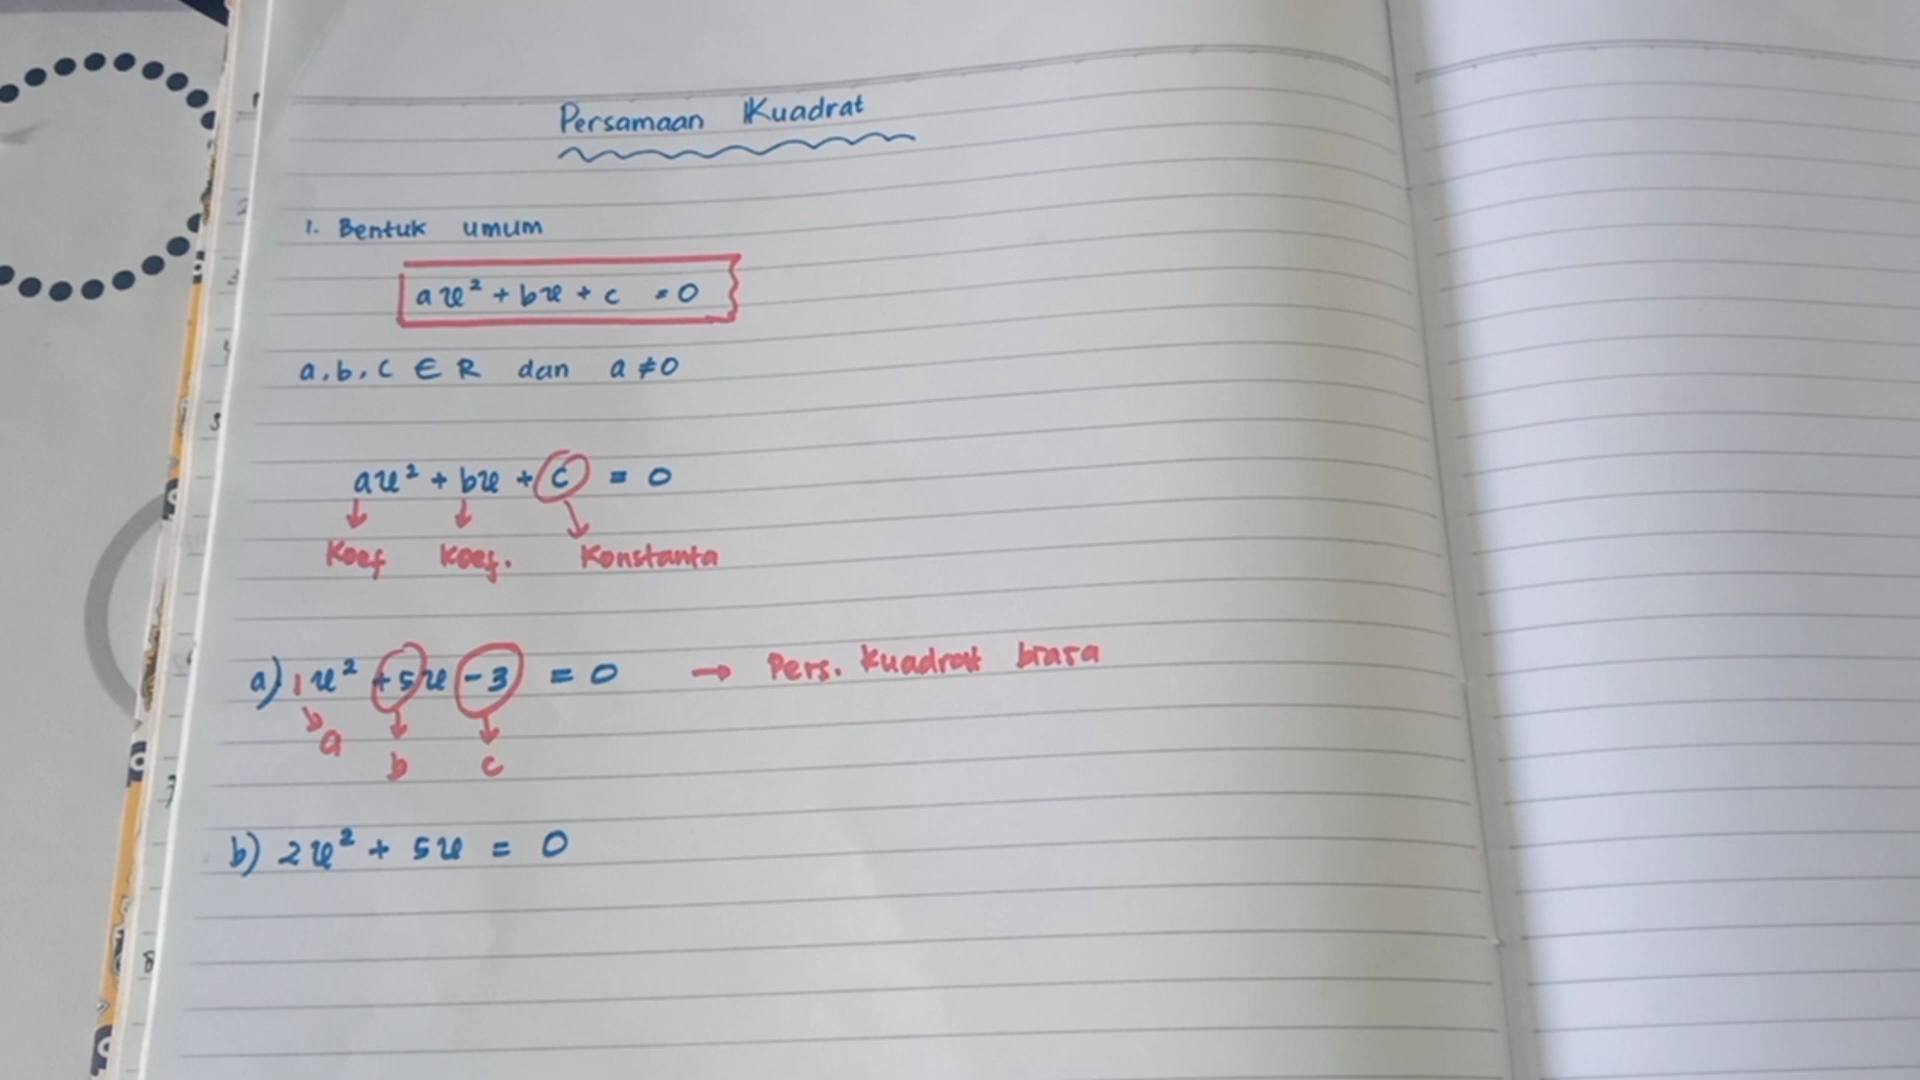 Persamaan Kuadrat
1. Bentuk umum
ax² + bx + c = 0
a, b, c ∈ R dan a ≠ 0
ax² + bx + c = 0
Koef Koef. Konstanta
a) 1x² +5x -3 = 0 → Pers. Kuadrat biasa
a b c
b) 2x² + 5x = 0